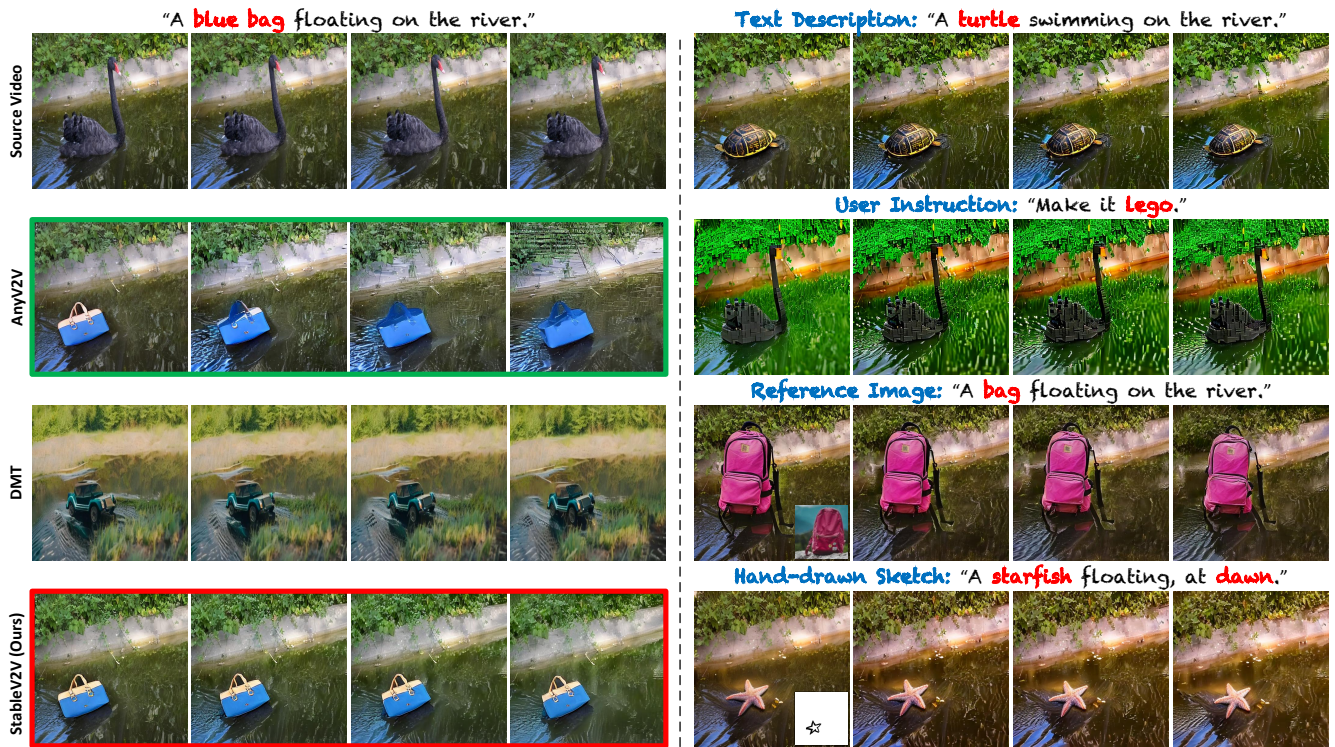 “A blue bag floating on the river.”
Source Video
AnyV2V
DMT
StableV2V (Ours)
Text Description: “A turtle swimming on the river.”
User Instruction: “Make it lego.”
Reference Image: “A bag floating on the river.”
Hand-drawn Sketch: “A starfish floating, at dawn.”